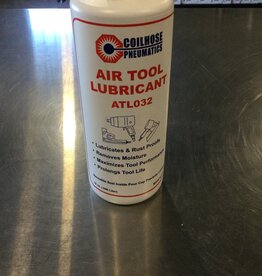 COILHOSE
PNEUMATICS
AIR TOOL
LUBRICANT
ATL032
• Lubricates & Rust Proofs
• Removes Moisture
• Maximizes Tool Performance
• Prolongs Tool Life